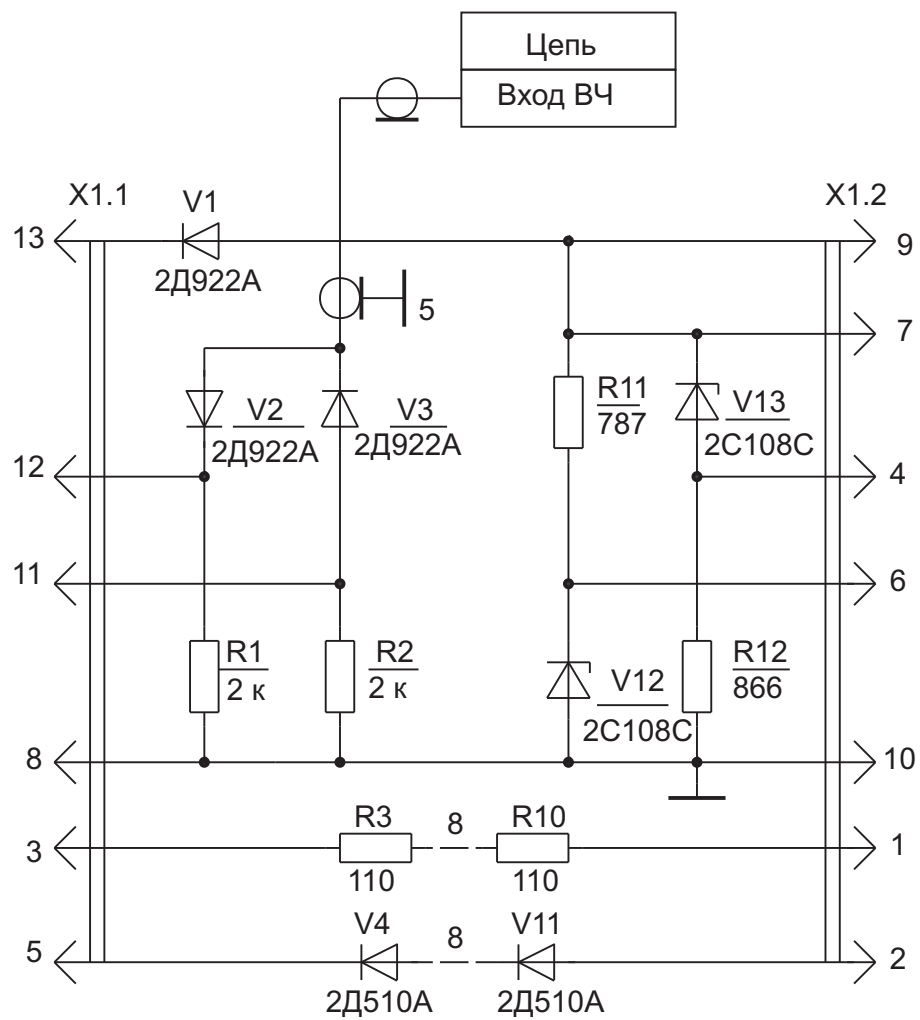 Цепь
Вход ВЧ
X1.1
V1
X1.2
13
9
2Д922А
5
7
V2
V3
R11
V13
2Д922А
2Д922А
787
2С108С
12
4
11
6
R1
R2
V12
R12
2 к
2 к
2С108С
866
8
10
R3
8
R10
3
1
110
110
V4
8
V11
5
2
2Д510А
2Д510А